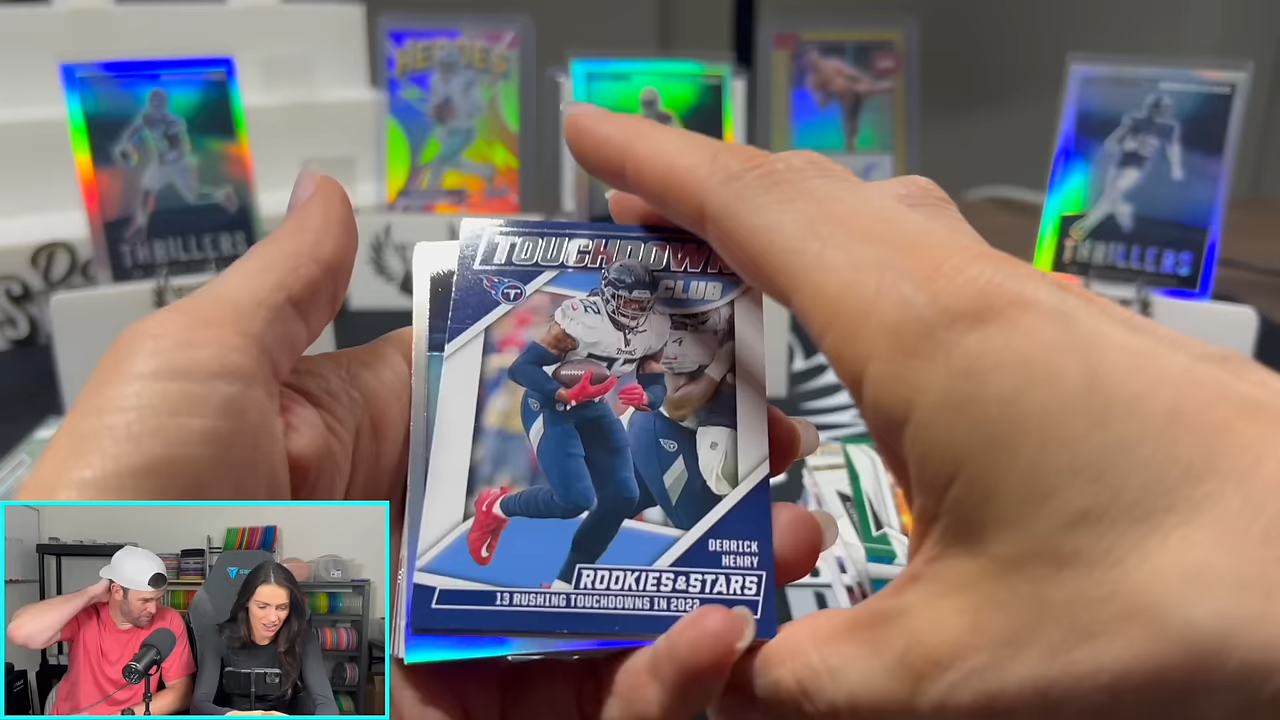 HEROES
THRILLERS
THRILLERS
TOUCHDOWN
CLUB
TITANS
DERRICK
HENRY
ROOKIES&STARS
13 RUSHING TOUCHDOWNS IN 2022